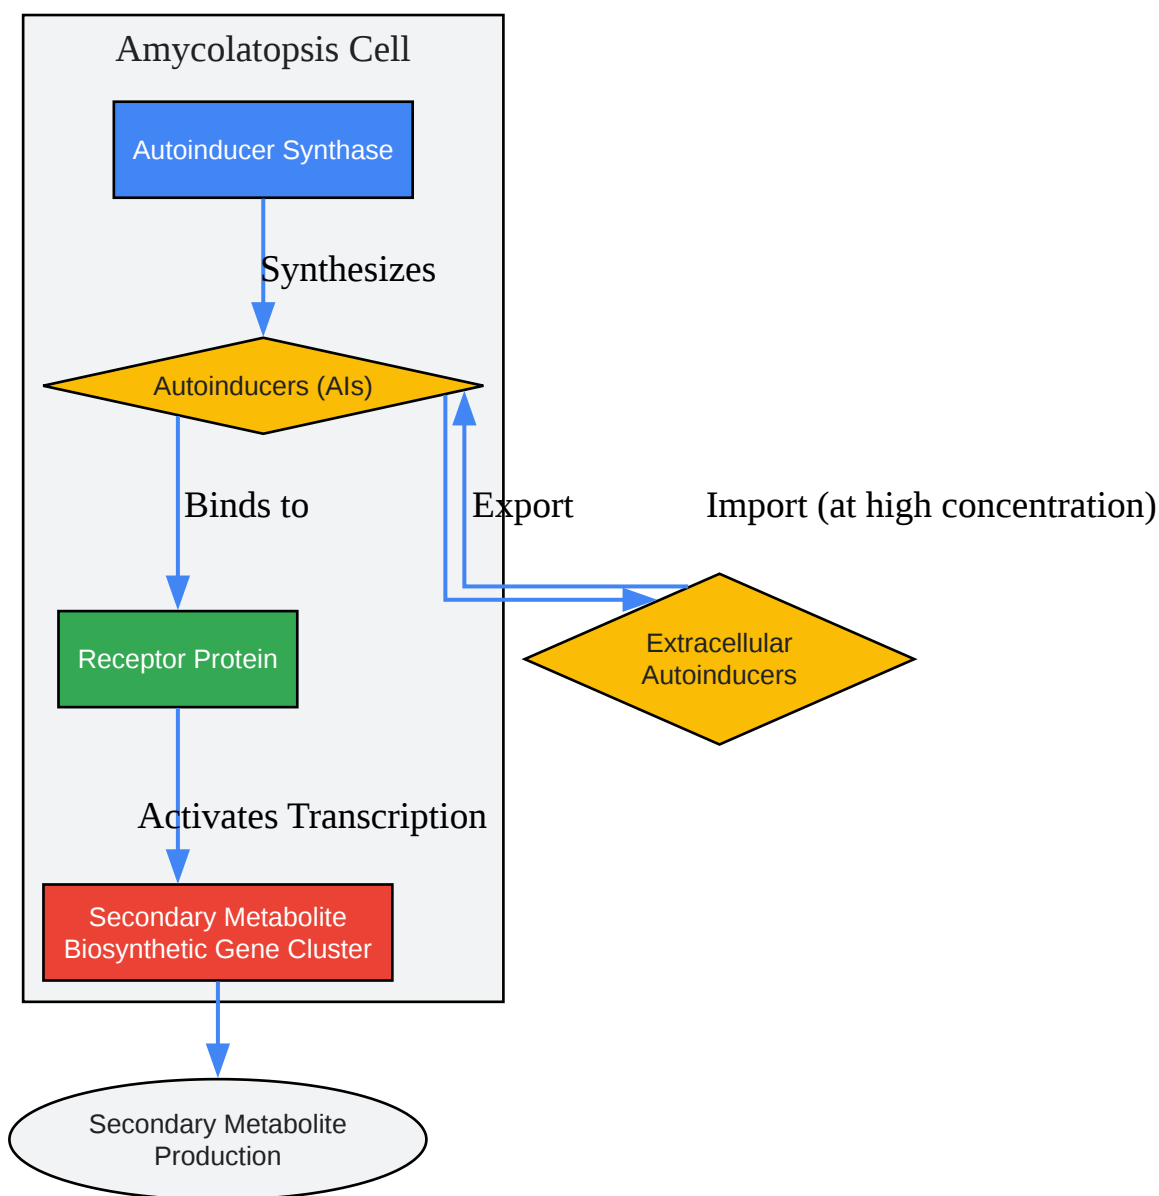 Amycolatopsis Cell
Autoinducer Synthase
Synthesizes
Autoinducers (AIs)
Binds to
Export
Import (at high concentration)
Receptor Protein
Extracellular
Autoinducers
Activates Transcription
Secondary Metabolite
Biosynthetic Gene Cluster
Secondary Metabolite
Production